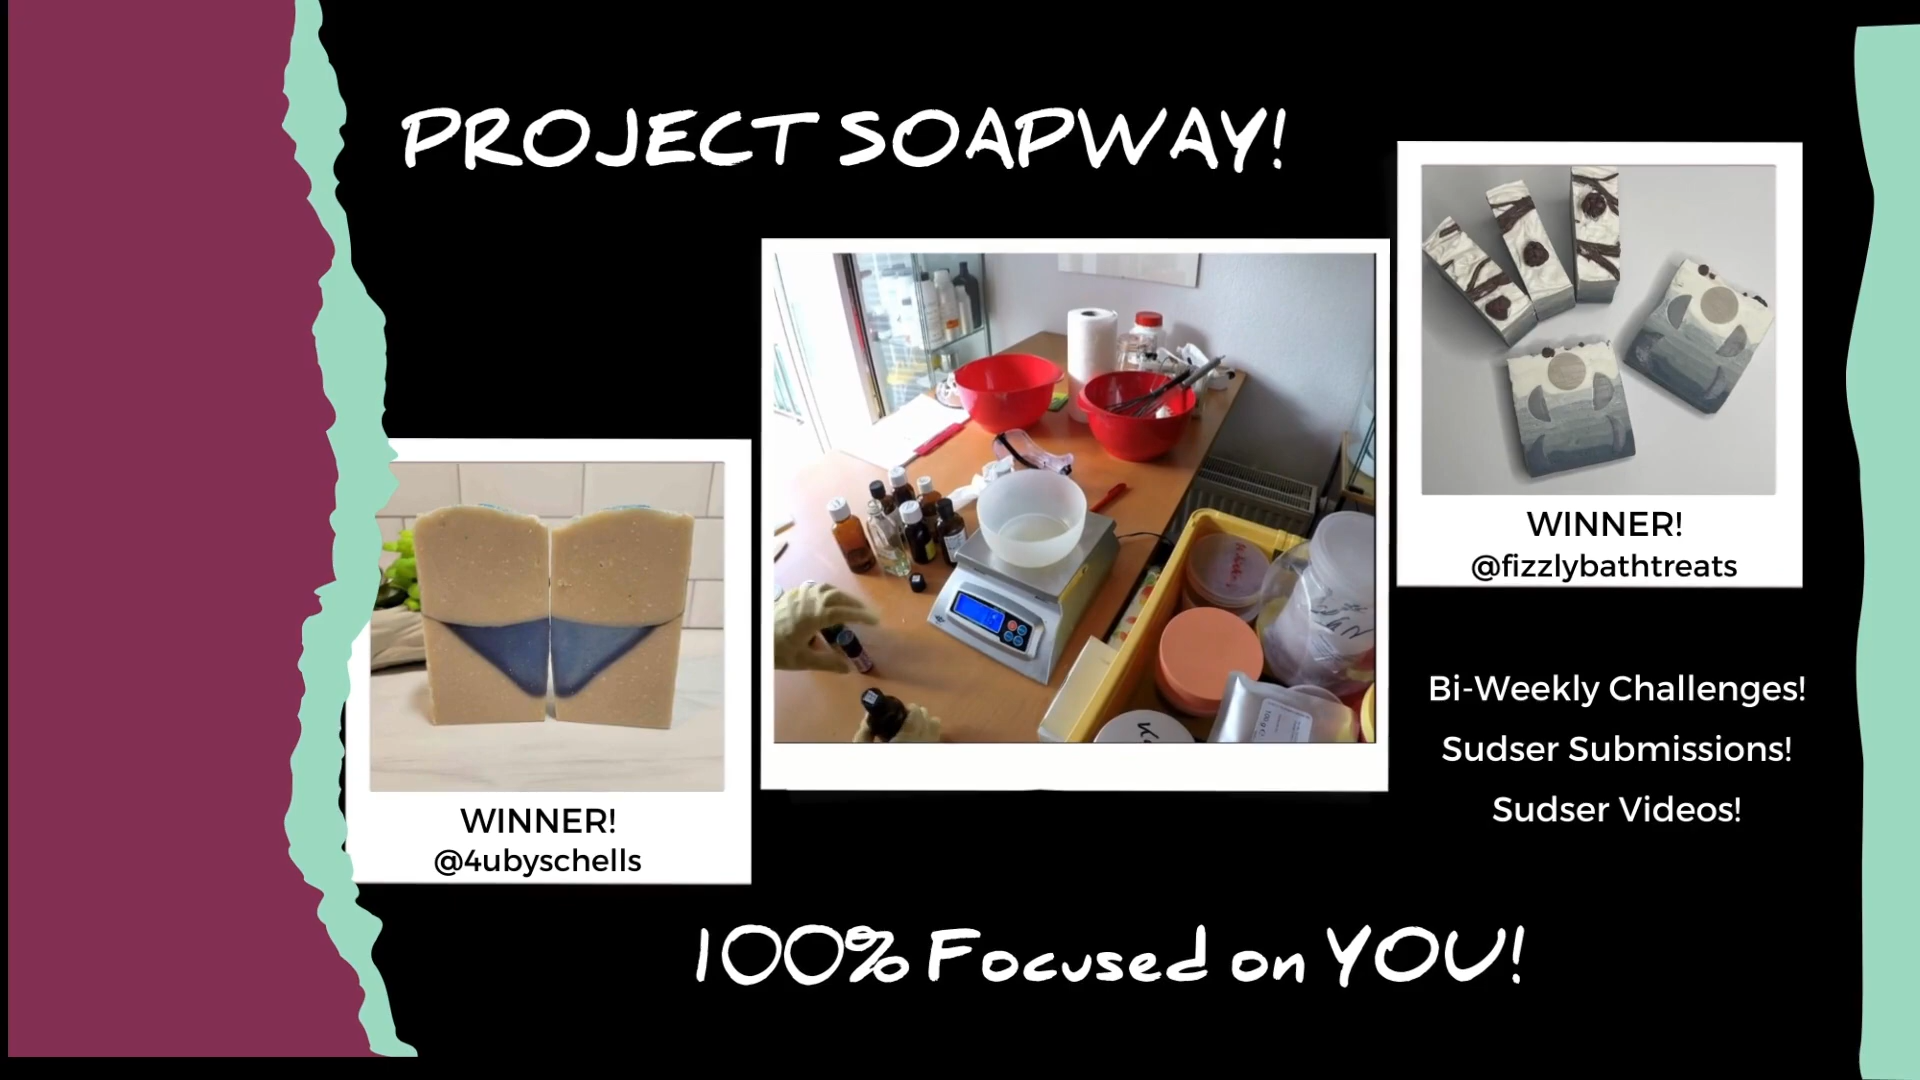 PROJECT SOAPWAY!
WINNER!
@fizzlybathtreats
Bi-Weekly Challenges!
Sudser Submissions!
Sudser Videos!
WINNER!
@4ubyschells
100% Focused on YOU!